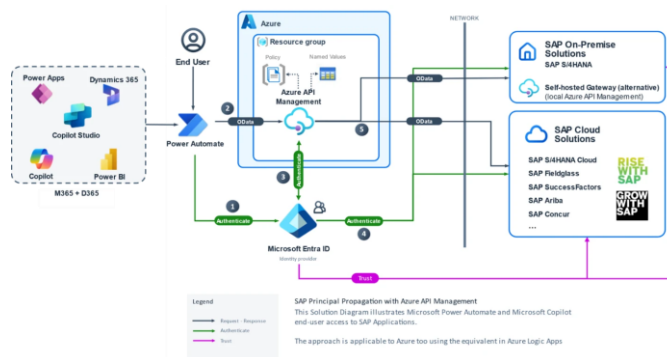 Azure
NETWORK
Resource group
Policy
Named Values
Azure API
Management
End User
Power Apps
Dynamics 365
Copilot Studio
Copilot
Power BI
M365 + D365
Power Automate
2
OData
5
OData
OData
3
Authenticate
1
Authenticate
4
Authenticate
Microsoft Entra ID
Identity provider
Trust
SAP On-Premise
Solutions
SAP S/4HANA
Self-hosted Gateway (alternative)
(local Azure API Management)
SAP Cloud
Solutions
SAP S/4HANA Cloud
SAP Fieldglass
SAP SuccessFactors
SAP Ariba
SAP Concur
...
RISE
WITH
SAP
GROW
WITH
SAP
Legend
Request - Response
Authenticate
Trust
SAP Principal Propagation with Azure API Management
This Solution Diagram illustrates Microsoft Power Automate and Microsoft Copilot
end-user access to SAP Applications.
The approach is applicable to Azure too using the equivalent in Azure Logic Apps